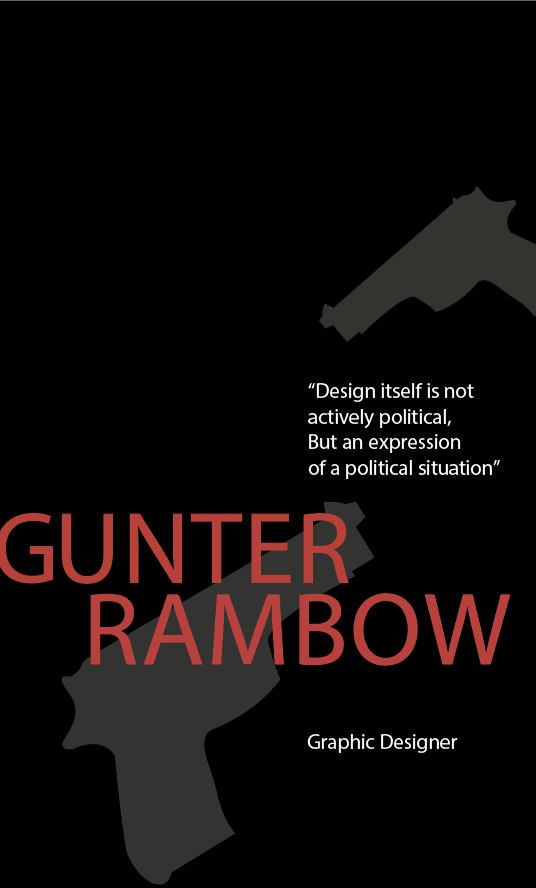 “Design itself is not
actively political,
But an expression
of a political situation”
GUNTER
RAMBOW
Graphic Designer